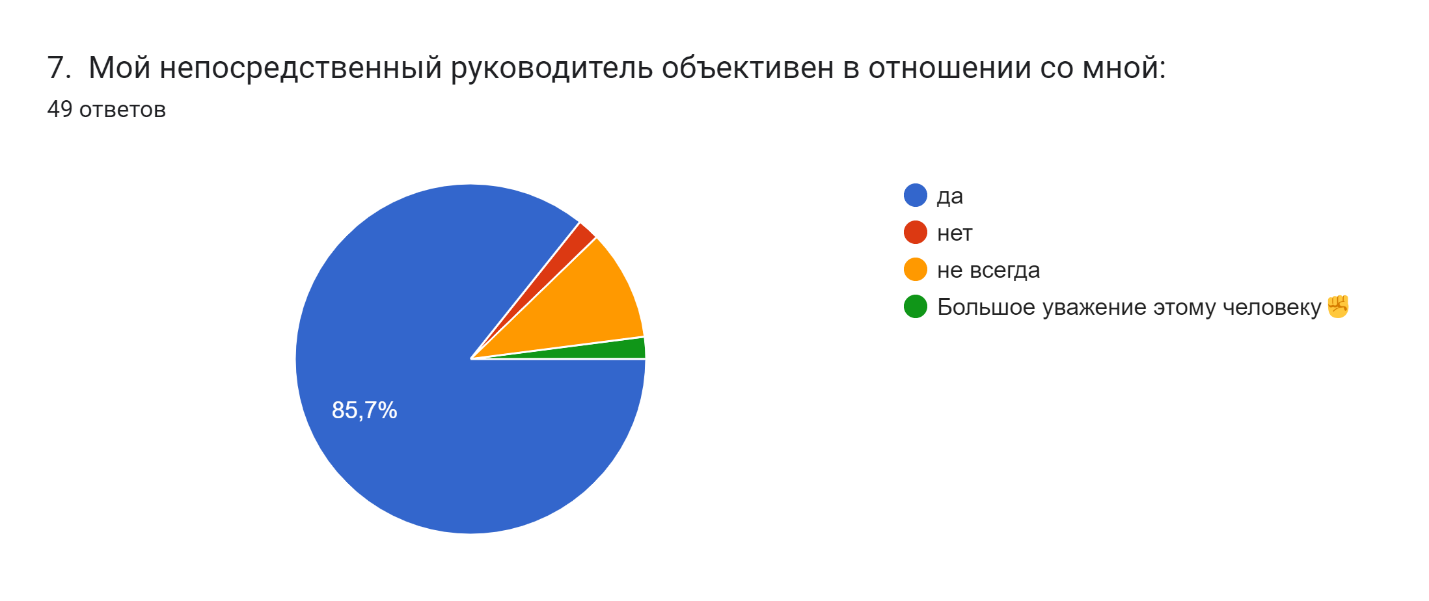 7. Мой непосредственный руководитель объективен в отношении со мной:
49 ответов
да
нет
не всегда
Большое уважение этому человеку✊
85,7%